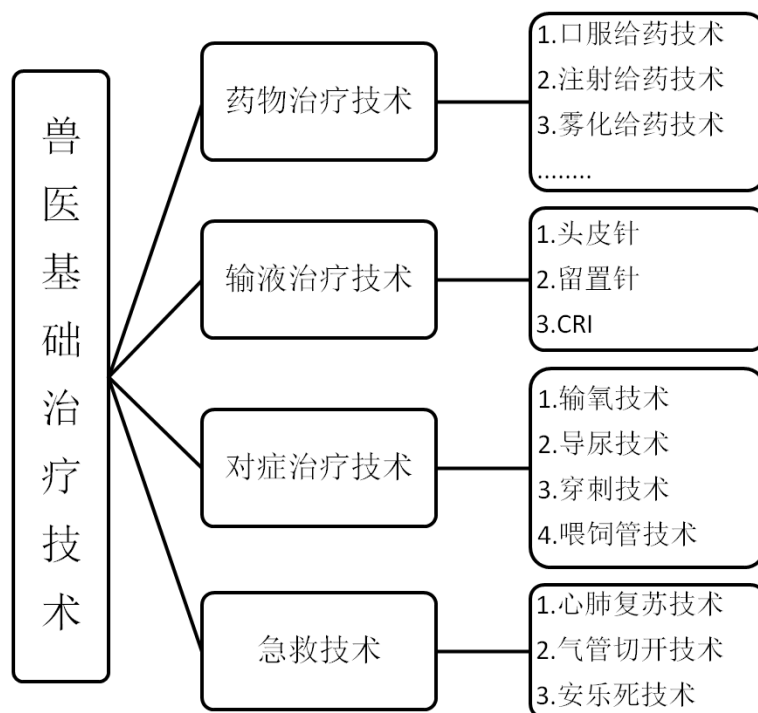 兽医基础治疗技术
药物治疗技术
1.口服给药技术
2.注射给药技术
3.雾化给药技术
........
输液治疗技术
1.头皮针
2.留置针
3.CRI
对症治疗技术
1.输氧技术
2.导尿技术
3.穿刺技术
4.喂饲管技术
急救技术
1.心肺复苏技术
2.气管切开技术
3.安乐死技术